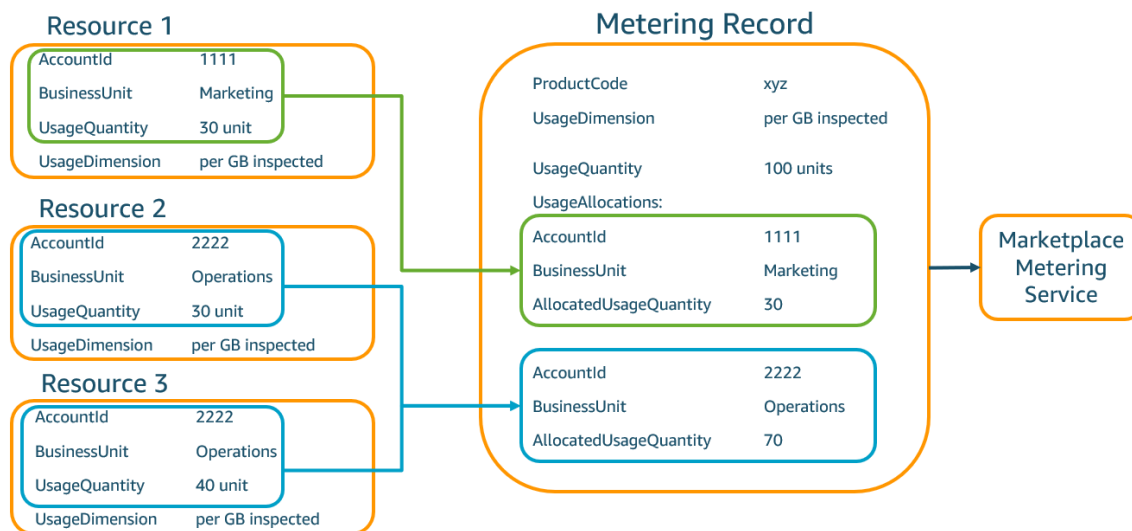 Resource 1
AccountId 1111
BusinessUnit Marketing
UsageQuantity 30 unit
UsageDimension per GB inspected
Resource 2
AccountId 2222
BusinessUnit Operations
UsageQuantity 30 unit
UsageDimension per GB inspected
Resource 3
AccountId 2222
BusinessUnit Operations
UsageQuantity 40 unit
UsageDimension per GB inspected
Metering Record
ProductCode xyz
UsageDimension per GB inspected
UsageQuantity 100 units
UsageAllocations:
AccountId 1111
BusinessUnit Marketing
AllocatedUsageQuantity 30
AccountId 2222
BusinessUnit Operations
AllocatedUsageQuantity 70
Marketplace
Metering
Service